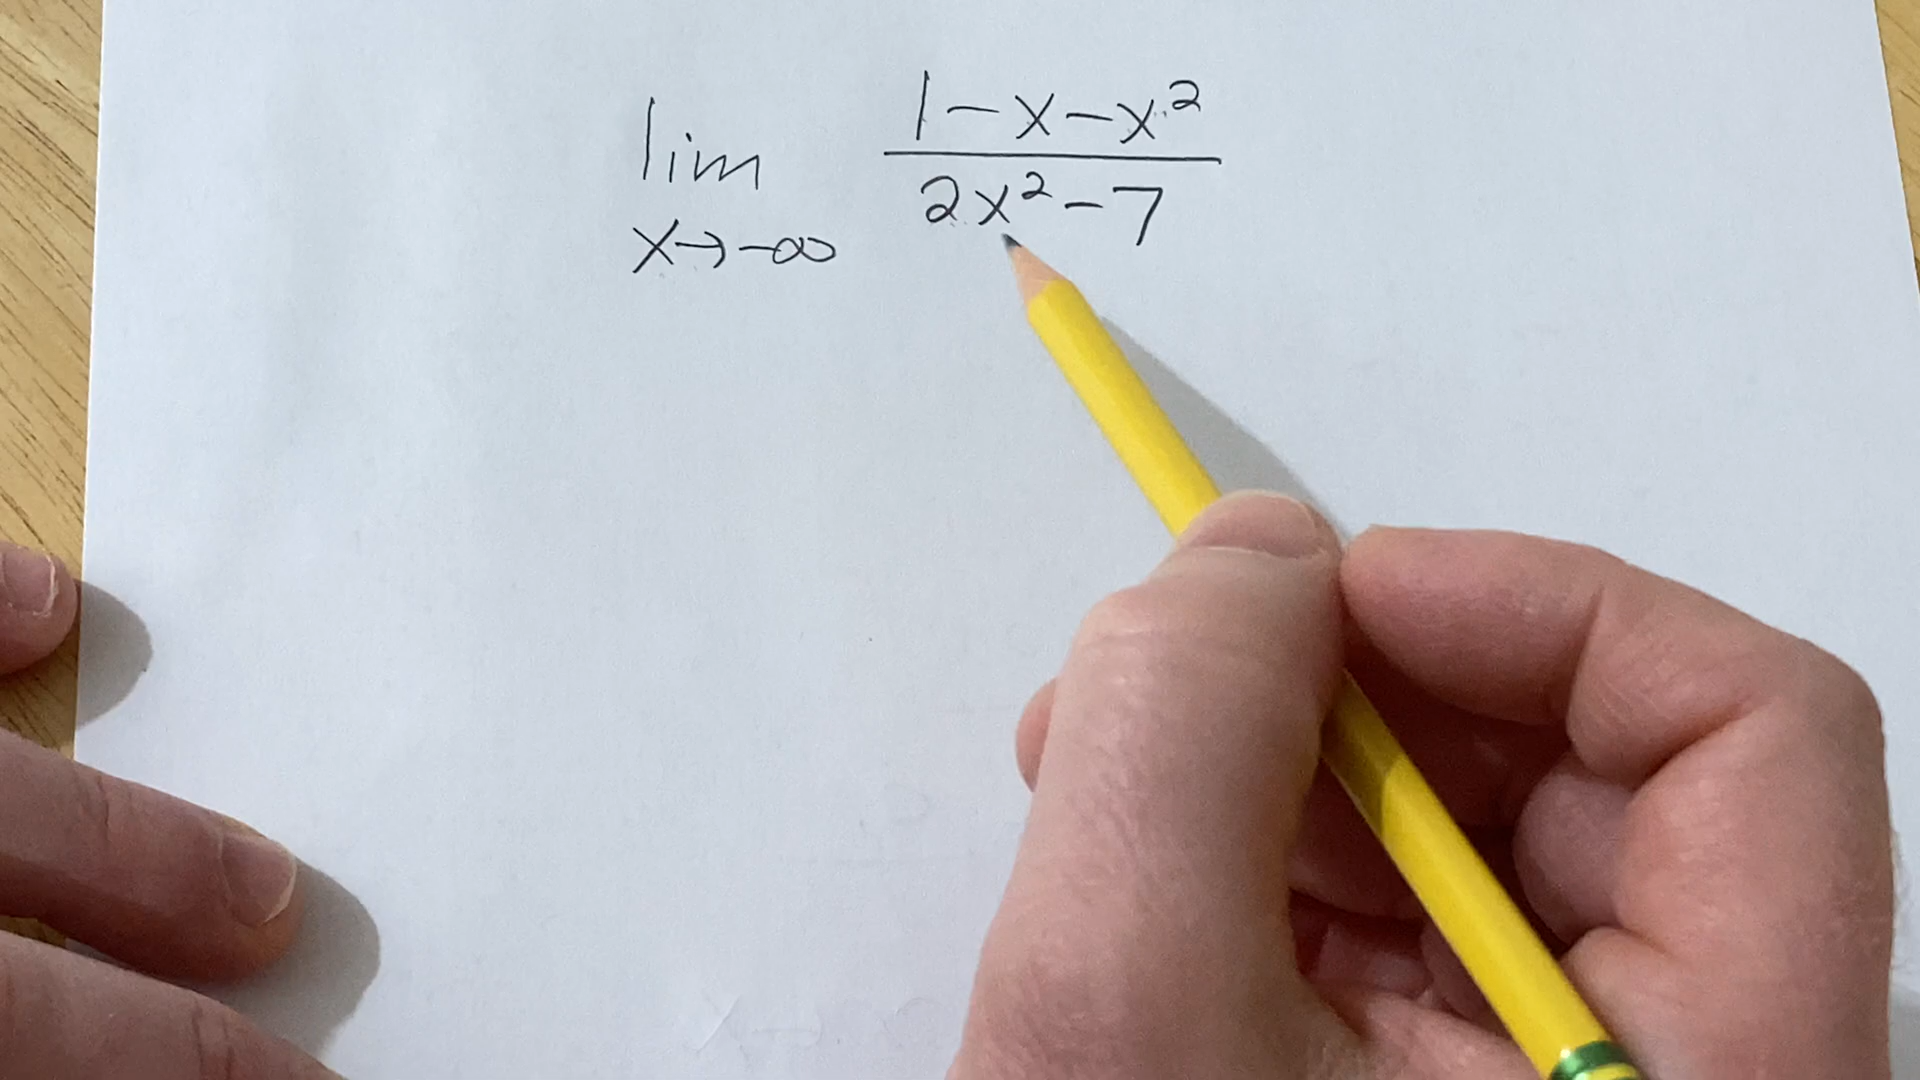 lim 1-x-x²
x→-∞ 2x²-7